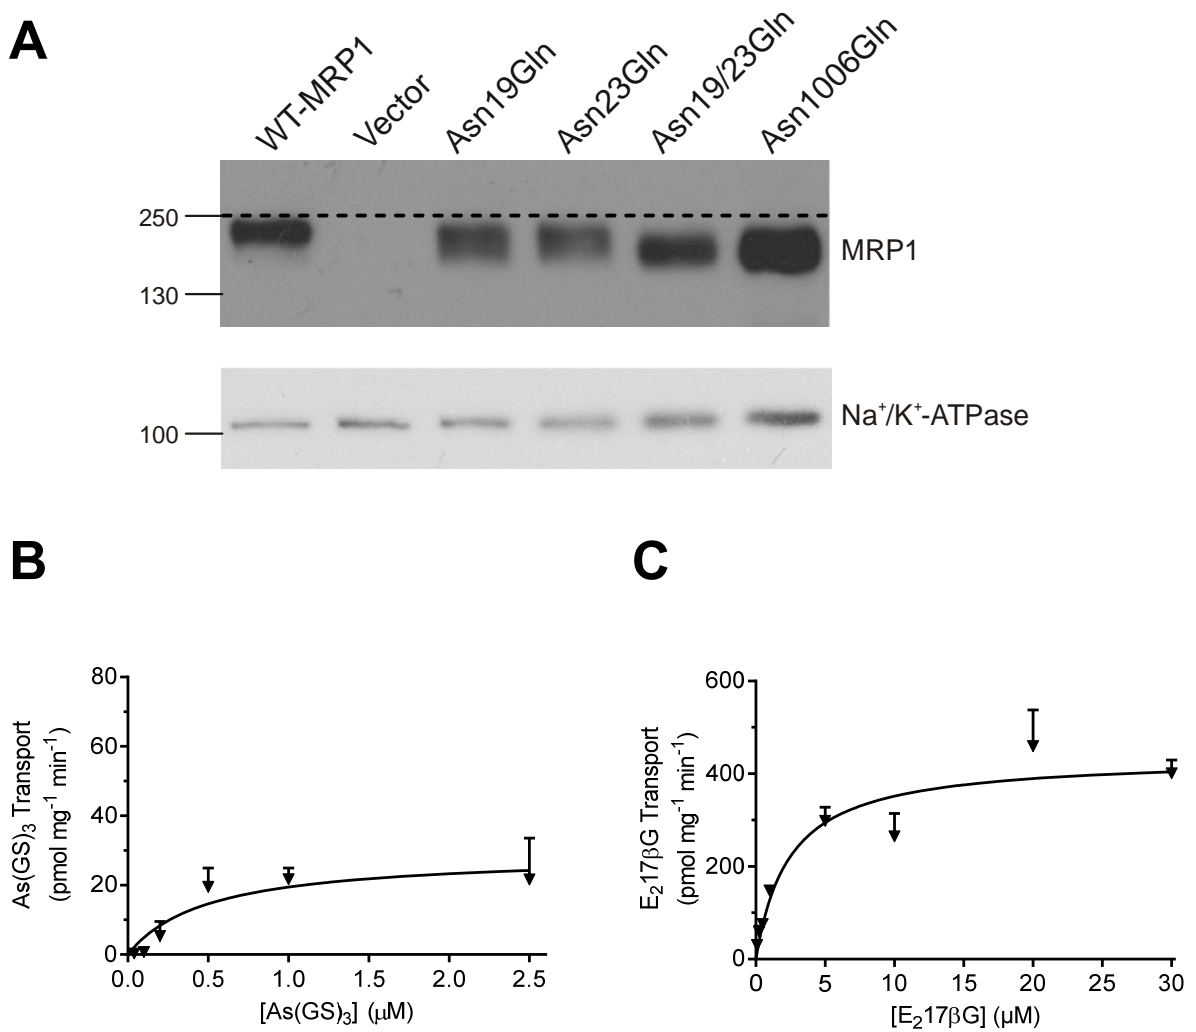 A
WT-MRP1
Vector
Asn19Gln
Asn23Gln
Asn19/23Gln
Asn1006Gln
250
MRP1
130
Na⁺/K⁺-ATPase
100
B
C
As(GS)₃ Transport
(pmol mg⁻¹ min⁻¹)
80
60
40
20
0
0.0 0.5 1.0 1.5 2.0 2.5
[As(GS)₃] (µM)
E₂17βG Transport
(pmol mg⁻¹ min⁻¹)
600
400
200
0
0 5 10 15 20 25 30
[E₂17βG] (µM)